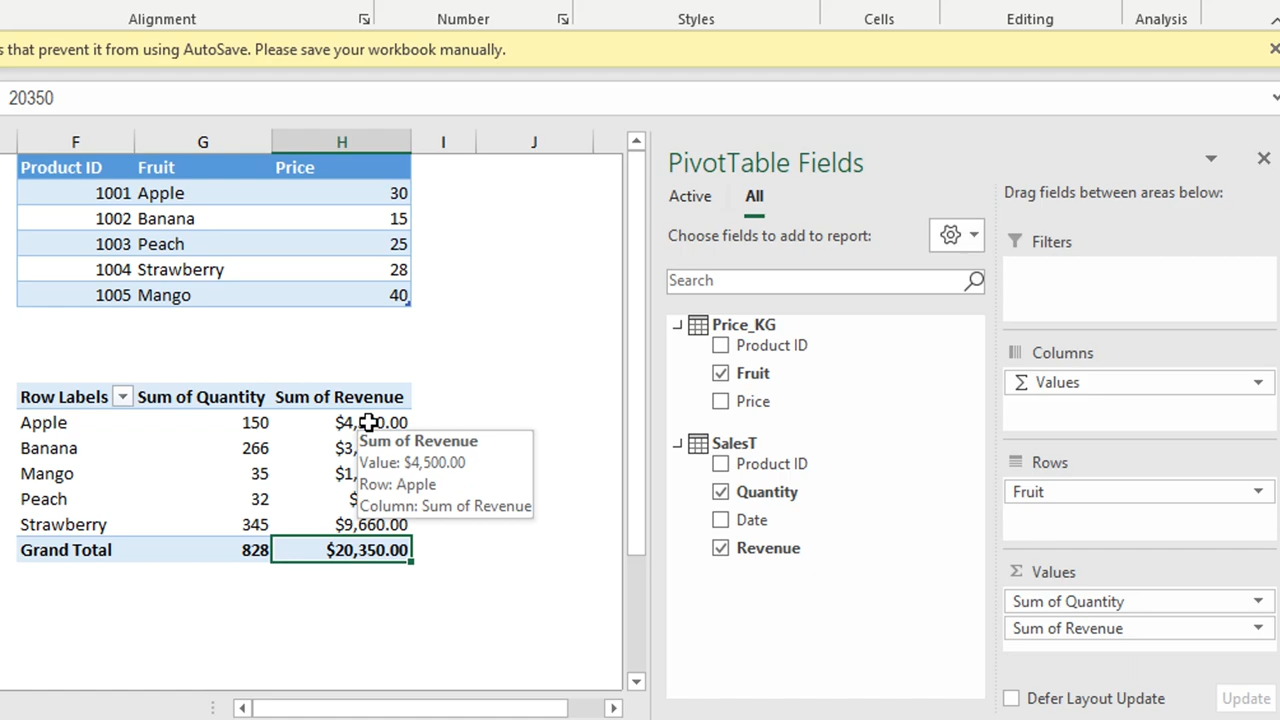 Alignment Number Styles Cells Editing Analysis
s that prevent it from using AutoSave. Please save your workbook manually.
20350
F G H I J
Product ID Fruit Price
1001 Apple 30
1002 Banana 15
1003 Peach 25
1004 Strawberry 28
1005 Mango 40
Row Labels Sum of Quantity Sum of Revenue
Apple 150
Banana 266 $3,
Mango 35 $1,
Peach 32 $
Strawberry 345 $9,660.00
Grand Total 828 $20,350.00
Sum of Revenue
Value: $4,500.00
Row: Apple
Column: Sum of Revenue
PivotTable Fields
Active All
Choose fields to add to report:
Search
Price_KG
Product ID
Fruit
Price
SalesT
Product ID
Quantity
Date
Revenue
Drag fields between areas below:
Filters
Columns
Σ Values
Rows
Fruit
Σ Values
Sum of Quantity
Sum of Revenue
Defer Layout Update Update